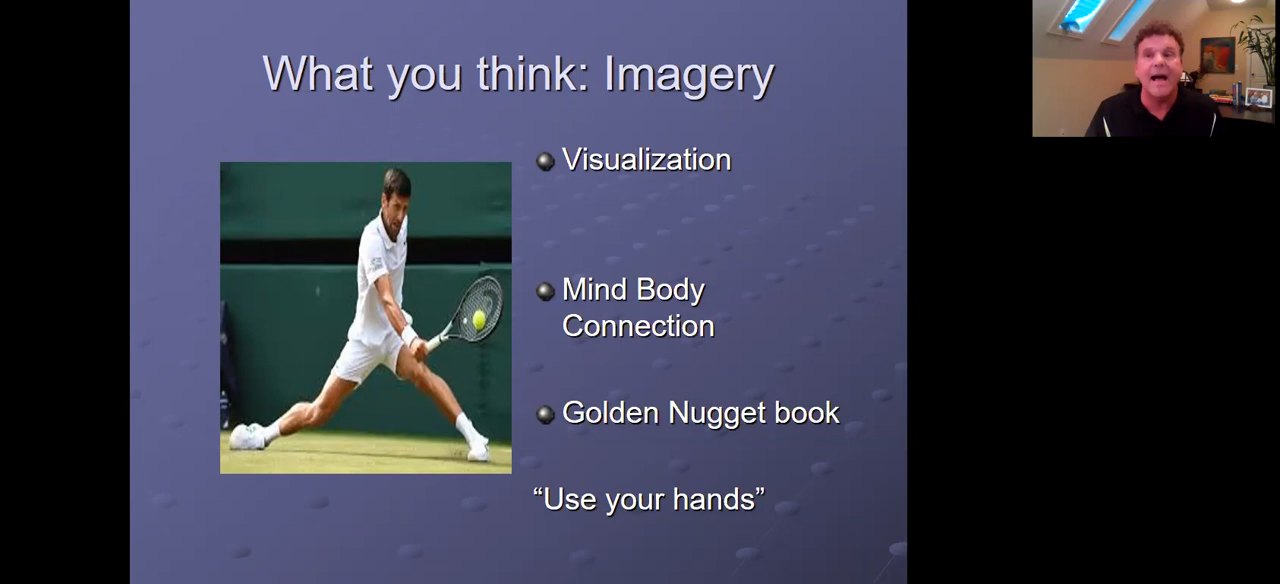 What you think: Imagery
Visualization
Mind Body
Connection
Golden Nugget book
“Use your hands”